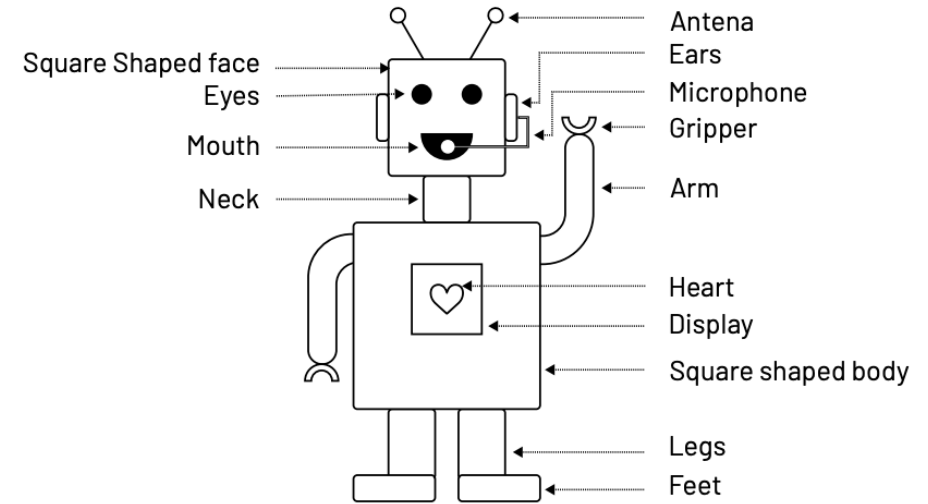 Antena
Ears
Square Shaped face
Eyes
Microphone
Gripper
Mouth
Arm
Neck
Heart
Display
Square shaped body
Legs
Feet